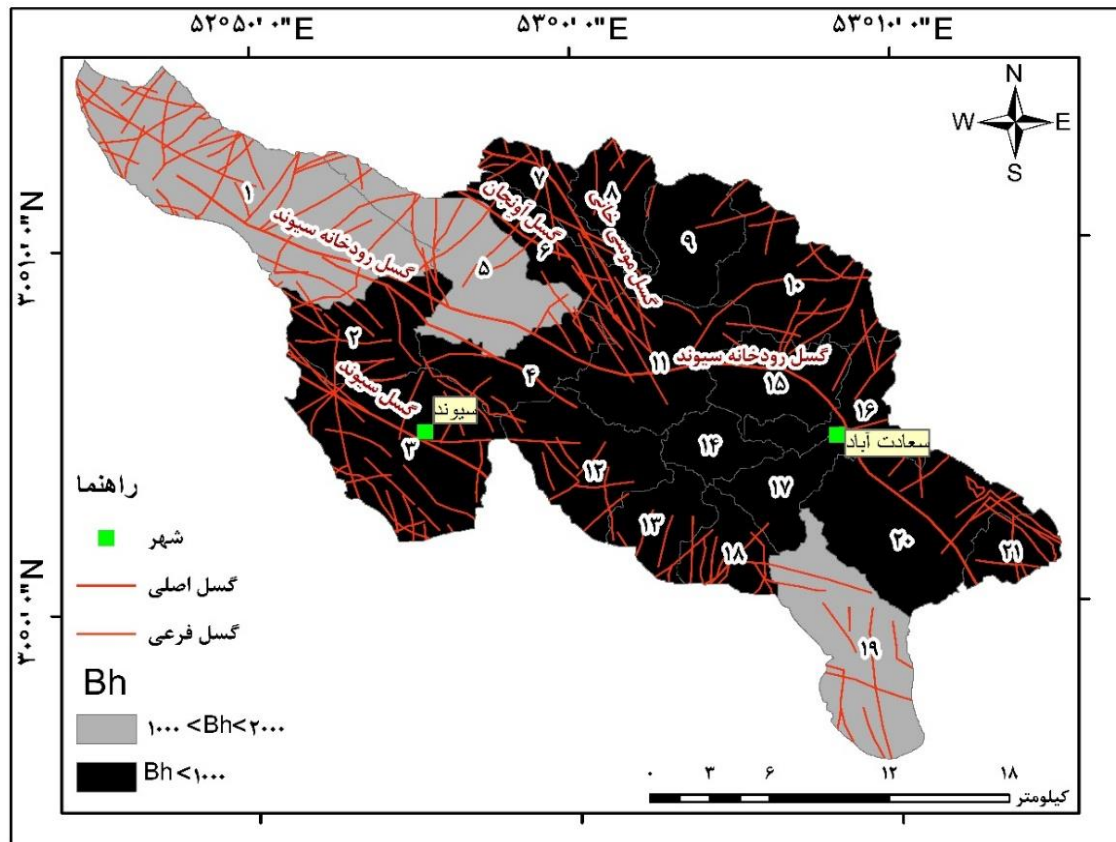 ۵۲°۵۰'۰"E
۵۳°۰'۰"E
۵۳°۱۰'۰"E
N
W
E
S
۳۰°۱۰'۰"N
۳۰°۰'۰"N
۱
۲
۳
۴
۵
۶
۷
۸
۹
۱۰
۱۱
۱۲
۱۳
۱۴
۱۵
۱۶
۱۷
۱۸
۱۹
۲۰
۲۱
گسل رودخانه سیوند
گسل آونجان
گسل موسی خانی
گسل رودخانه سیوند
گسل سیوند
سیوند
سعادت آباد
راهنما
شهر
گسل اصلی
گسل فرعی
Bh
۱۰۰۰ <Bh<۲۰۰۰
Bh<۱۰۰۰
۰ ۳ ۶ ۱۲ ۱۸
کیلومتر